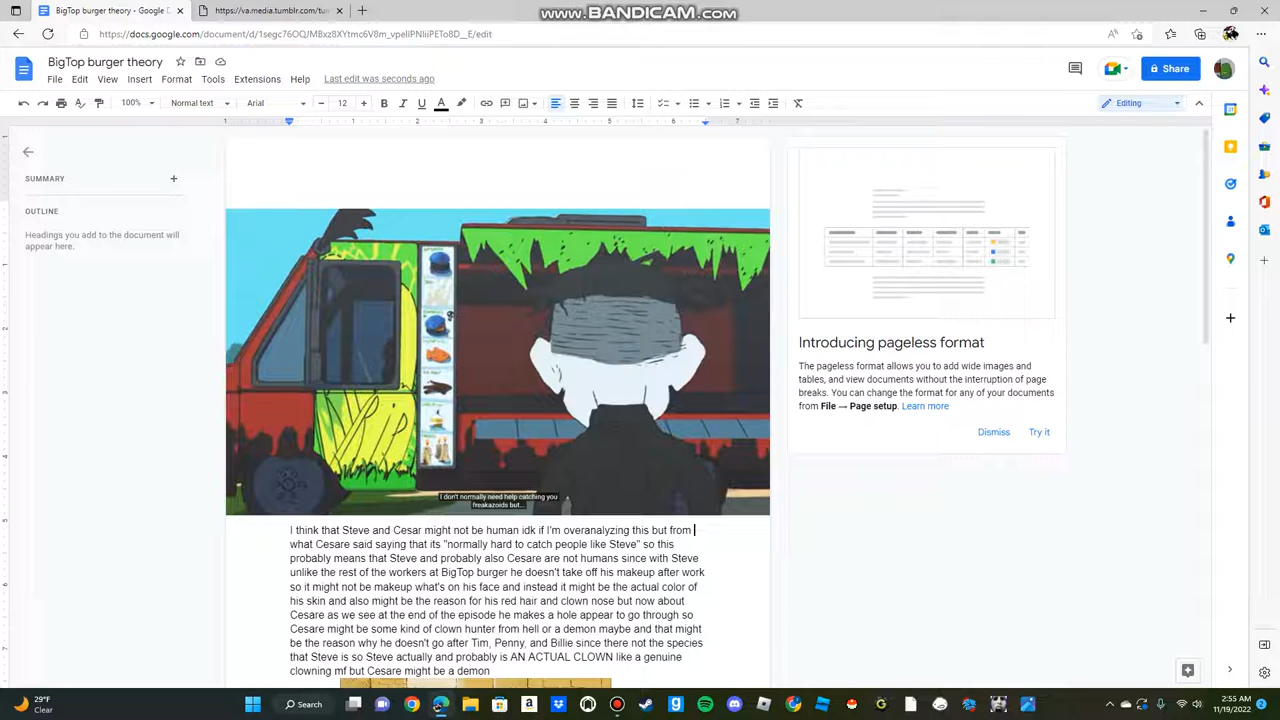 www.BANDICAM.com
BigTop burger theory - Google D
https://va.media.tumblr.com/tum
https://docs.google.com/document/d/1segc76OQJMBxz8XYtmc6V8m_vpeIiPNIiiPETo8D__E/edit
BigTop burger theory
File Edit View Insert Format Tools Extensions Help Last edit was seconds ago
Share
100% Normal text Arial 12 Editing
1 1 2 3 4 5 6 7
SUMMARY
OUTLINE
Headings you add to the document will
appear here.
I don't normally need help catching you
freakazoids but...
I think that Steve and Cesar might not be human idk if I'm overanalyzing this but from
what Cesare said saying that its "normally hard to catch people like Steve" so this
probably means that Steve and probably also Cesare are not humans since with Steve
unlike the rest of the workers at BigTop burger he doesn't take off his makeup after work
so it might not be makeup what's on his face and instead it might be the actual color of
his skin and also might be the reason for his red hair and clown nose but now about
Cesare as we see at the end of the episode he makes a hole appear to go through so
Cesare might be some kind of clown hunter from hell or a demon maybe and that might
be the reason why he doesn't go after Tim, Penny, and Billie since there not the species
that Steve is so Steve actually and probably is AN ACTUAL CLOWN like a genuine
clowning mf but Cesare might be a demon
Introducing pageless format
The pageless format allows you to add wide images and
tables, and view documents without the interruption of page
breaks. You can change the format for any of your documents
from File → Page setup. Learn more
Dismiss Try it
29°F
Clear
Search
2:55 AM
11/19/2022